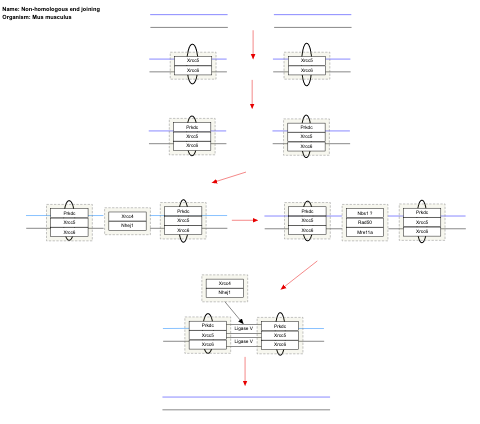 Name: Non-homologous end joining
Organism: Mus musculus
Xrcc5
Xrcc6
Xrcc5
Xrcc6
Prkdc
Xrcc5
Xrcc6
Prkdc
Xrcc5
Xrcc6
Prkdc
Xrcc5
Xrcc6
Xrcc4
Nhej1
Prkdc
Xrcc5
Xrcc6
Prkdc
Xrcc5
Xrcc6
Nbs1 ?
Rad50
Mre11a
Prkdc
Xrcc5
Xrcc6
Xrcc4
Nhej1
Prkdc
Xrcc5
Xrcc6
Ligase V
Ligase V
Prkdc
Xrcc5
Xrcc6